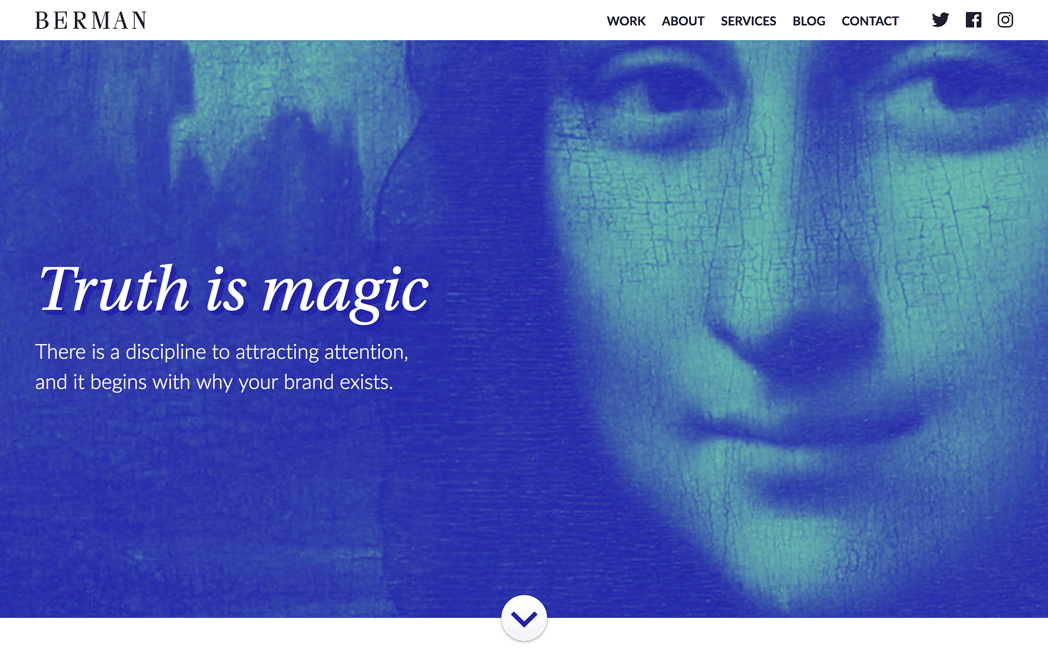 BERMAN
WORK ABOUT SERVICES BLOG CONTACT
Truth is magic
There is a discipline to attracting attention,
and it begins with why your brand exists.